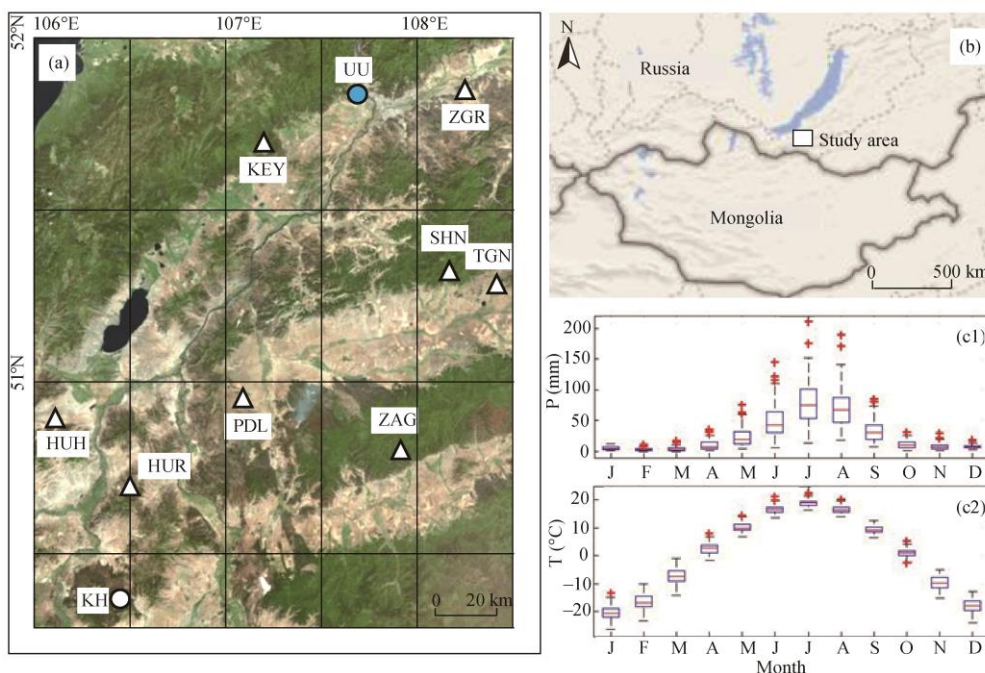 106°E 107°E 108°E
52°N
51°N
(a)
UU
ZGR
KEY
SHN
TGN
PDL
ZAG
HUH
HUR
KH
0 20 km
N
(b)
Russia
Study area
Mongolia
0 500 km
(c1)
P (mm)
200
150
100
50
0
J F M A M J J A S O N D
(c2)
T (°C)
20
10
0
−10
−20
J F M A M J J A S O N D
Month